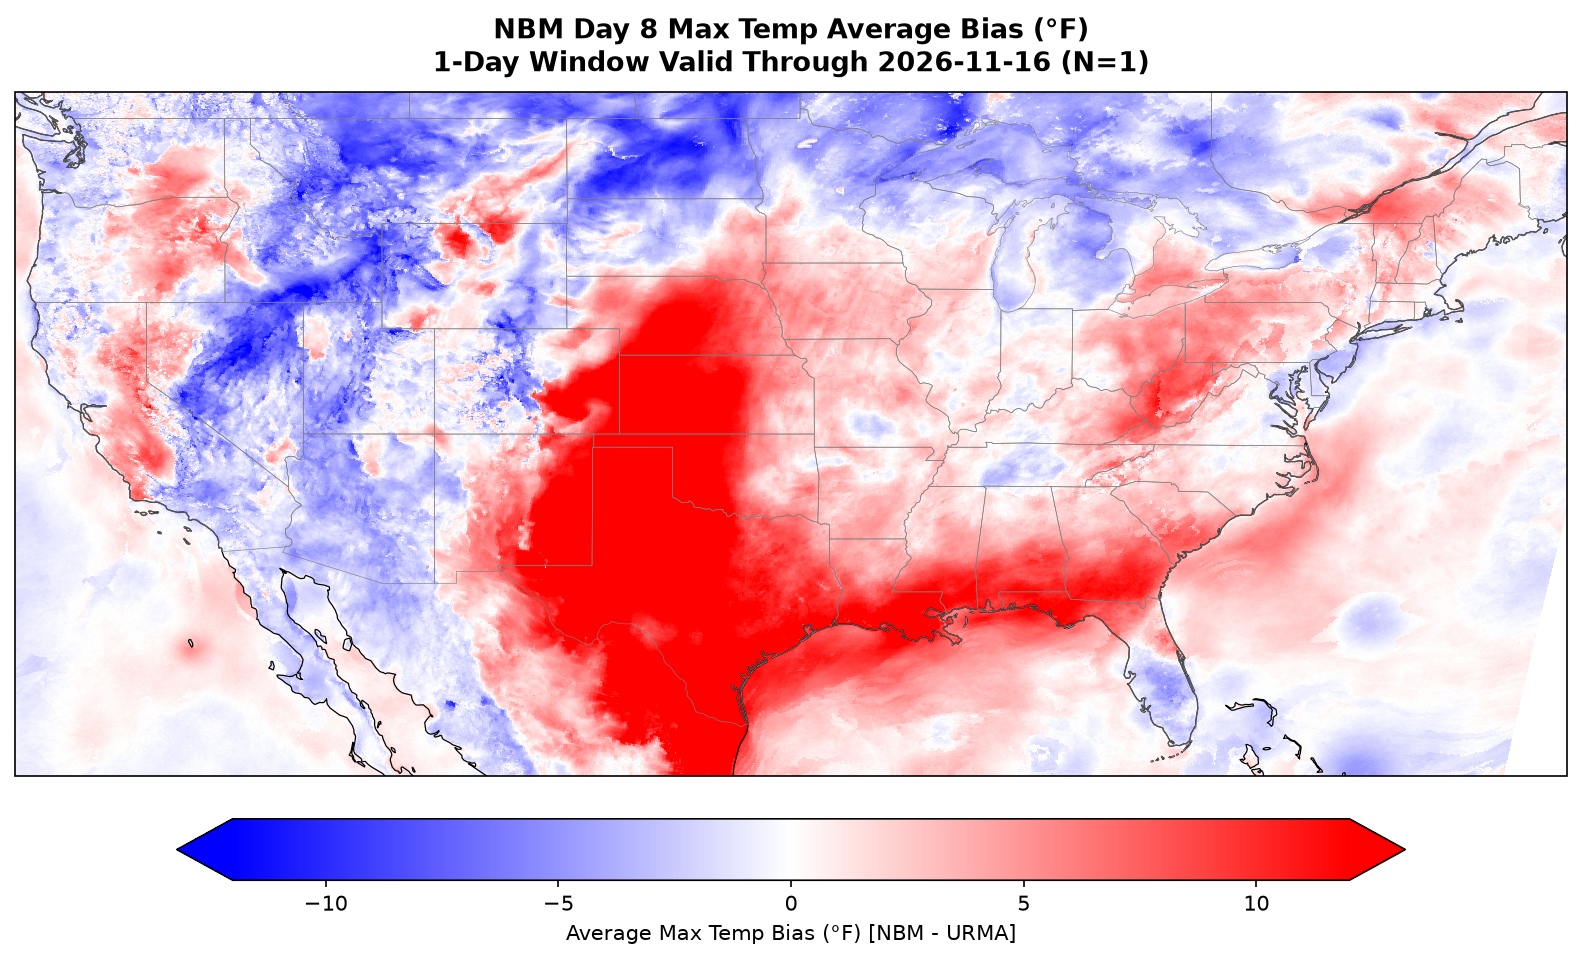 NBM Day 8 Max Temp Average Bias (°F)
1-Day Window Valid Through 2026-11-16 (N=1)
−10 −5 0 5 10
Average Max Temp Bias (°F) [NBM - URMA]